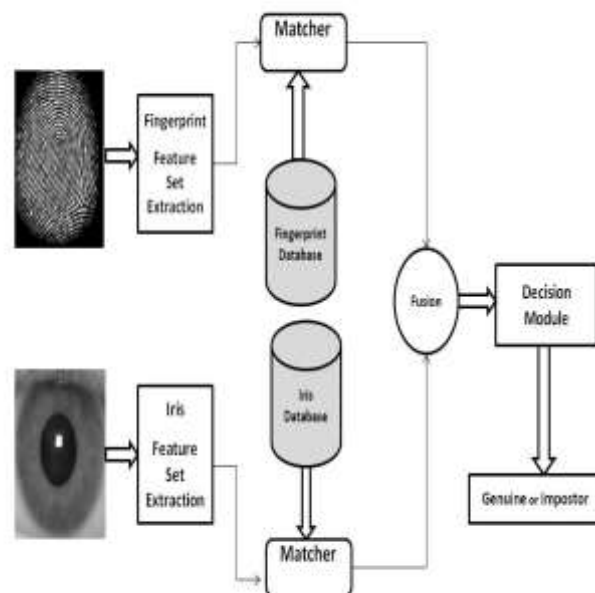 Matcher
Fingerprint
Feature
Set
Extraction
Fingerprint
Database
Fusion
Decision
Module
Iris
Database
Iris
Feature
Set
Extraction
Genuine or Impostor
Matcher